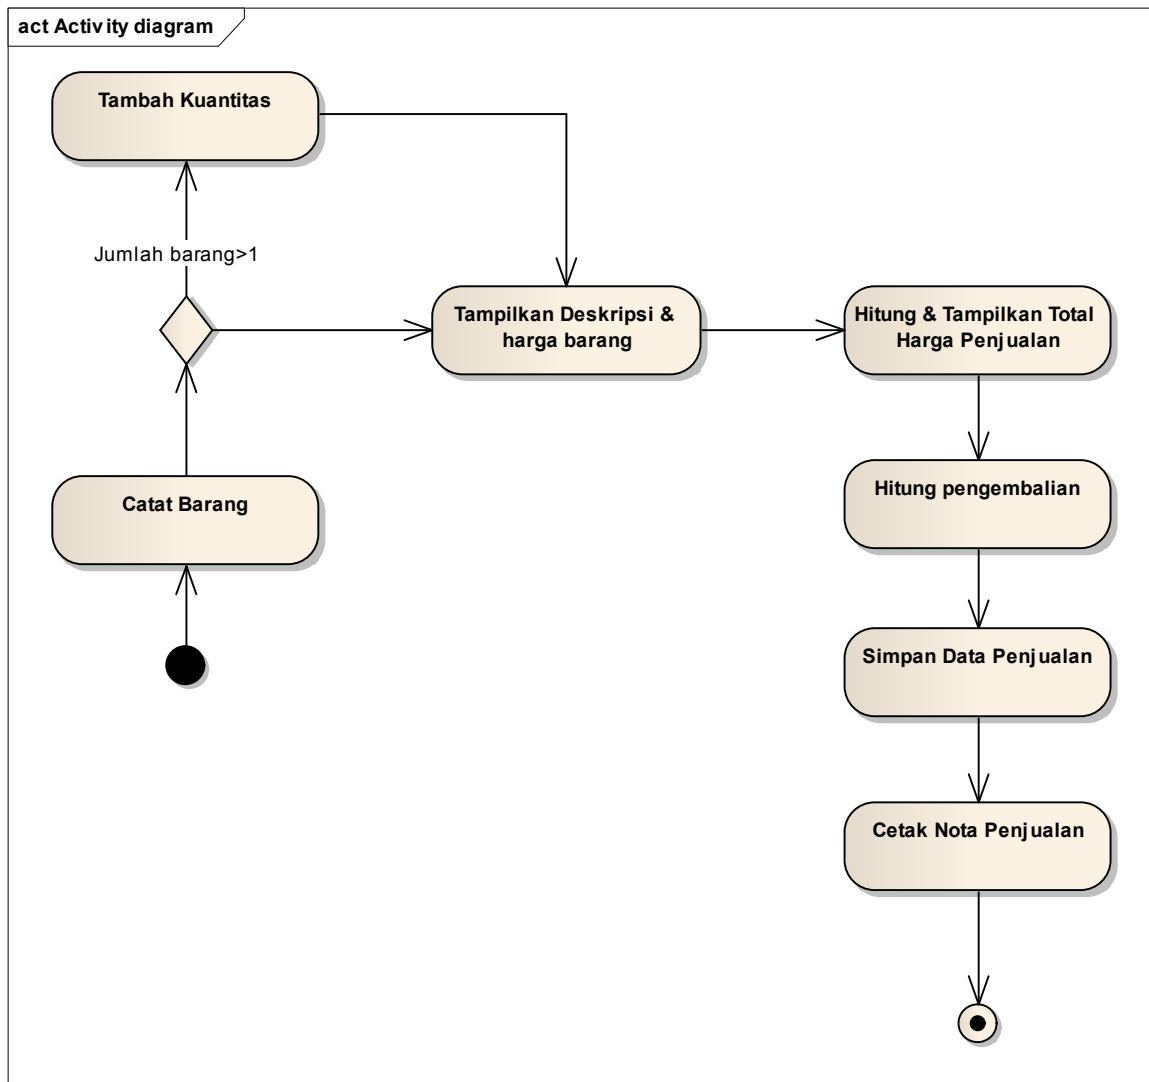 act Activity diagram
Tambah Kuantitas
Jumlah barang>1
Tampilkan Deskripsi &
harga barang
Hitung & Tampilkan Total
Harga Penjualan
Catat Barang
Hitung pengembalian
Simpan Data Penjualan
Cetak Nota Penjualan